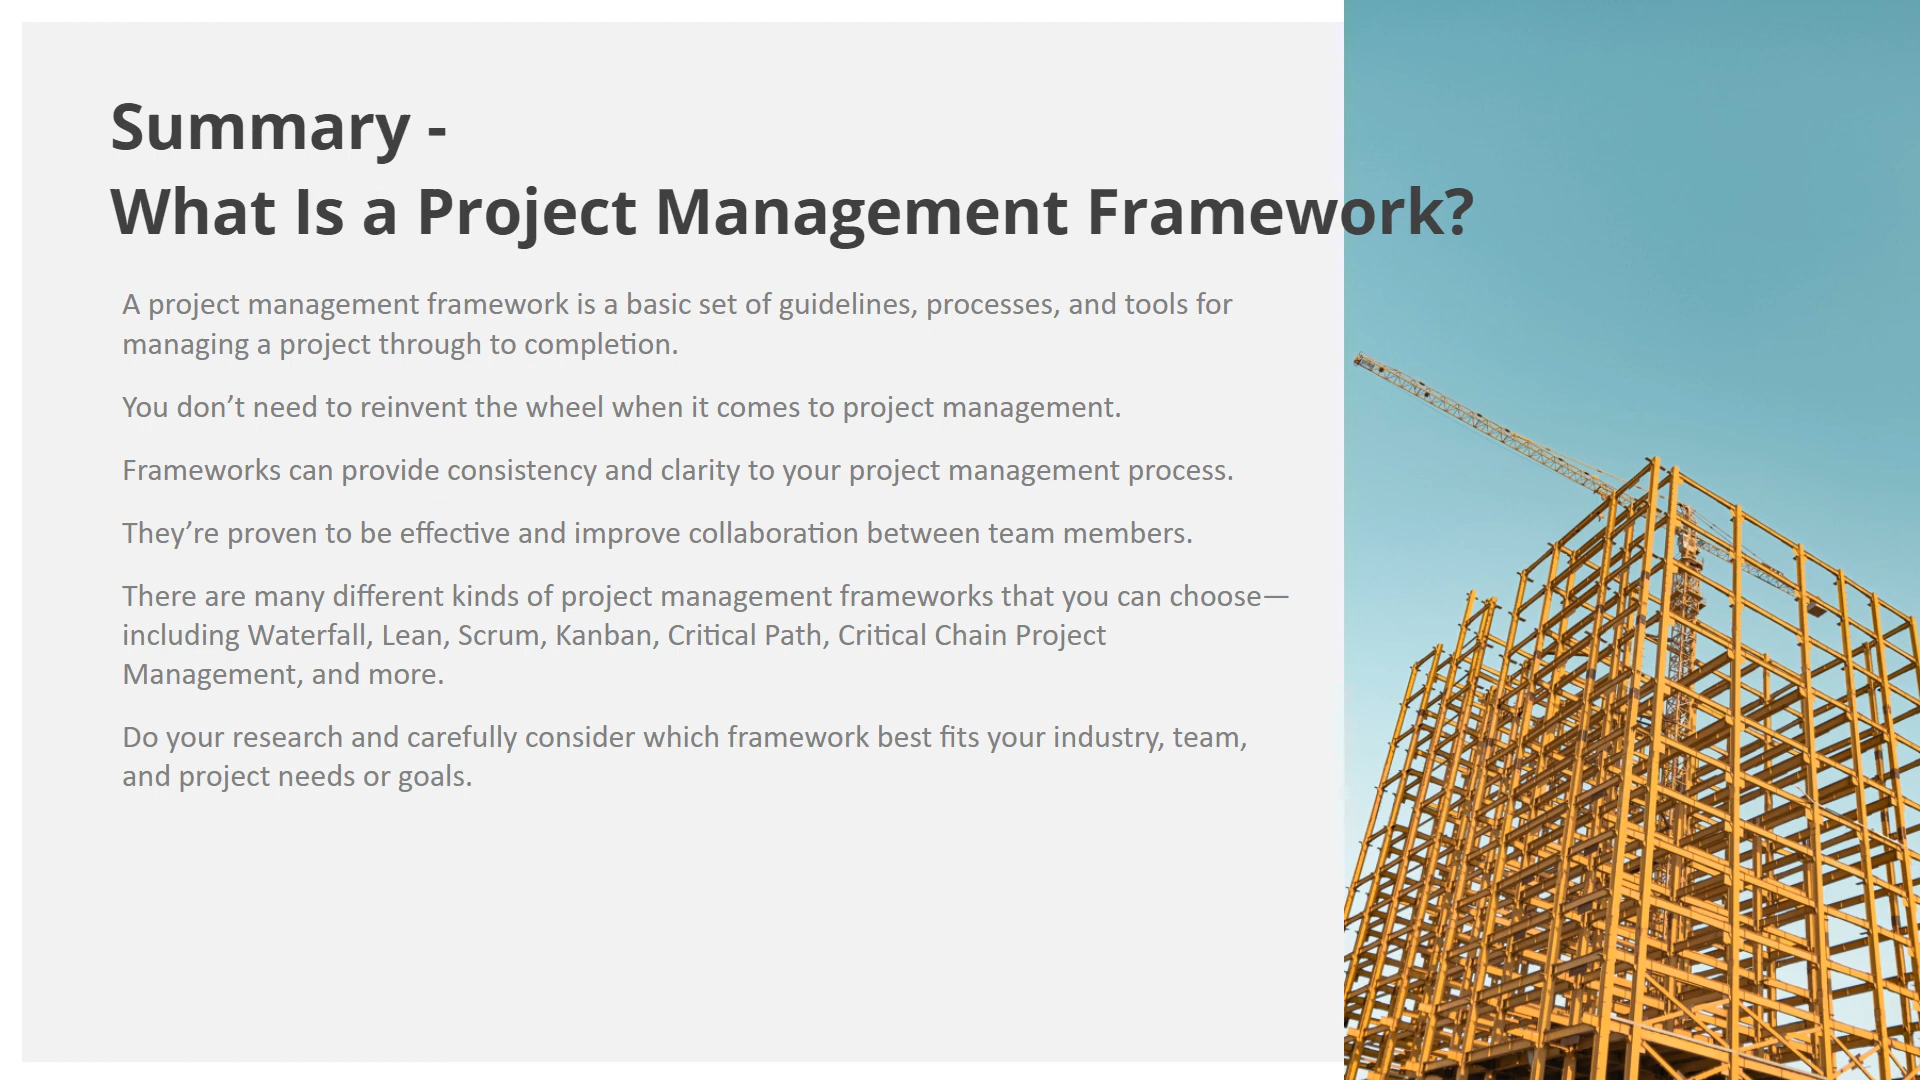 Summary -
What Is a Project Management Framework?
A project management framework is a basic set of guidelines, processes, and tools for
managing a project through to completion.
You don’t need to reinvent the wheel when it comes to project management.
Frameworks can provide consistency and clarity to your project management process.
They’re proven to be effective and improve collaboration between team members.
There are many different kinds of project management frameworks that you can choose—
including Waterfall, Lean, Scrum, Kanban, Critical Path, Critical Chain Project
Management, and more.
Do your research and carefully consider which framework best fits your industry, team,
and project needs or goals.